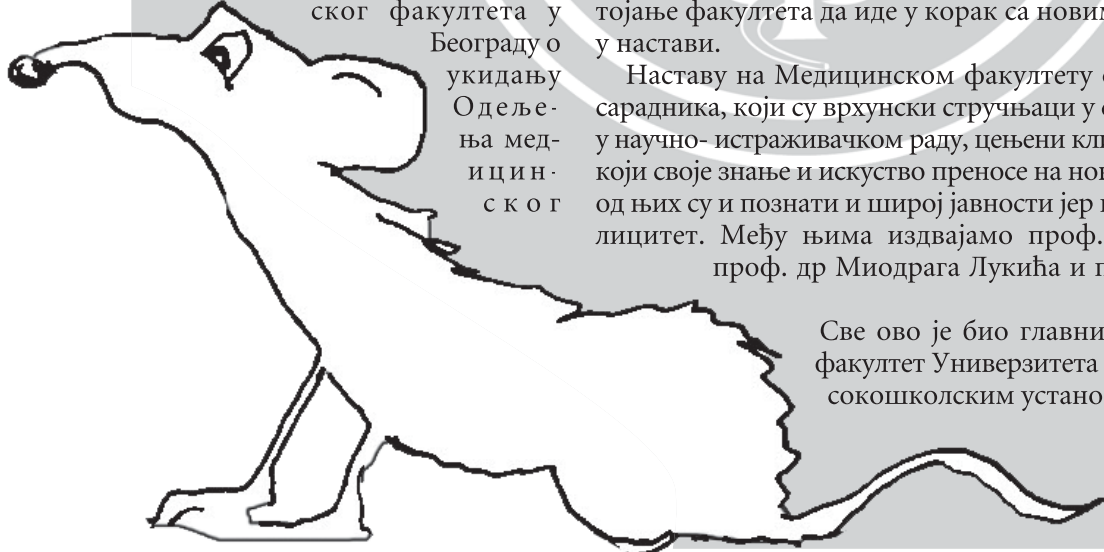 ског факултета у
Београду о
укидању
Одеље-
ња мед-
ицин-
ског
тојање факултета да иде у корак са новим
у настави.
Наставу на Медицинском факултету
сарадника, који су врхунски стручњаци у
у научно- истраживачком раду, цењени
који своје знање и искуство преносе на
од њих су и познати и широј јавности јер
лицитет. Међу њима издвајамо проф.
проф. др Миодрага Лукића и
Све ово је био главни
факултет Универзитета
сокошколским устано